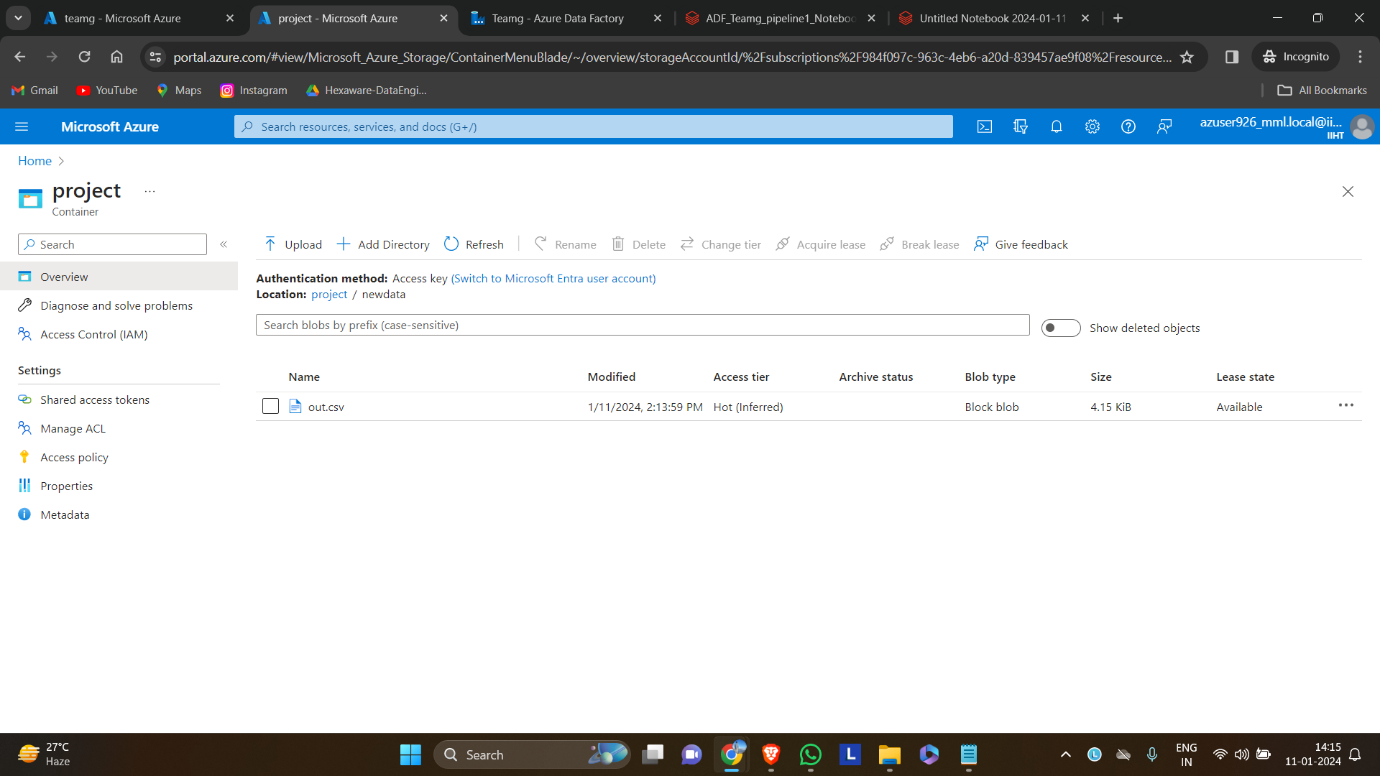 teamg - Microsoft Azure
project - Microsoft Azure
Teamg - Azure Data Factory
ADF_Teamg_pipeline1_Noteboo
Untitled Notebook 2024-01-11
portal.azure.com/#view/Microsoft_Azure_Storage/ContainerMenuBlade/~/overview/storageAccountId/%2Fsubscriptions%2F984f097c-963c-4eb6-a20d-839457ae9f08%2Fresource...
Incognito
Gmail
YouTube
Maps
Instagram
Hexaware-DataEngi...
All Bookmarks
Microsoft Azure
Search resources, services, and docs (G+/)
azuser926_mml.local@ii...
IIHT
Home
project
...
Container
Search
Upload
Add Directory
Refresh
Rename
Delete
Change tier
Acquire lease
Break lease
Give feedback
Overview
Diagnose and solve problems
Access Control (IAM)
Settings
Shared access tokens
Manage ACL
Access policy
Properties
Metadata
Authentication method: Access key (Switch to Microsoft Entra user account)
Location: project / newdata
Search blobs by prefix (case-sensitive)
Show deleted objects
Name Modified Access tier Archive status Blob type Size Lease state
out.csv 1/11/2024, 2:13:59 PM Hot (Inferred) Block blob 4.15 KiB Available
27°C
Haze
Search
L
L
ENG
IN
14:15
11-01-2024